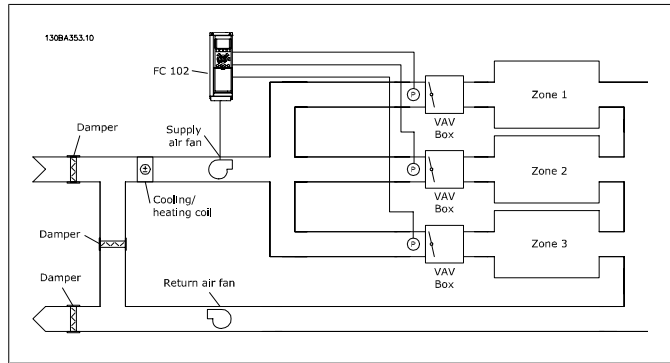 130BA353.10
FC 102
Damper
Supply
air fan
Cooling/
heating coil
Damper
Damper
Return air fan
P
VAV
Box
Zone 1
P
VAV
Box
Zone 2
P
VAV
Box
Zone 3